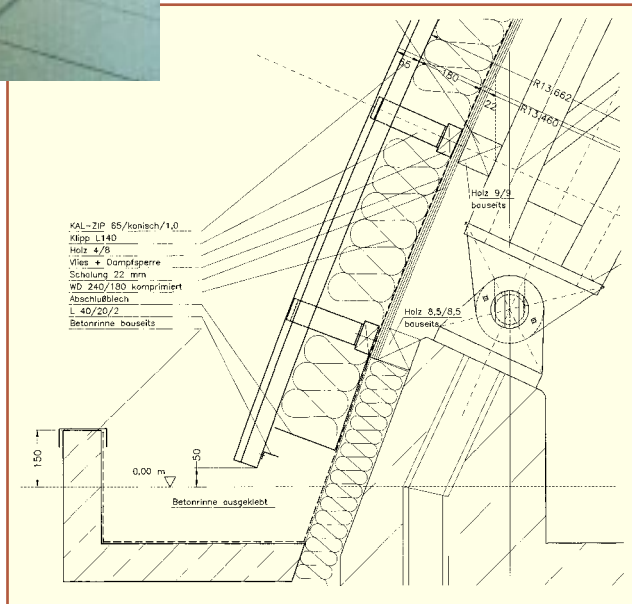 65
180
22
R13,662
R13,460
Holz 9/9
bauseits
KAL-ZIP 65/konisch/1,0
Klipp L140
Holz 4/8
Vlies + Dampfsperre
Schalung 22 mm
WD 240/180 komprimiert
Abschlußblech
L 40/20/2
Betonrinne bauseits
Holz 8,5/8,5
bauseits
150
0,00 m
50
Betonrinne ausgeklebt